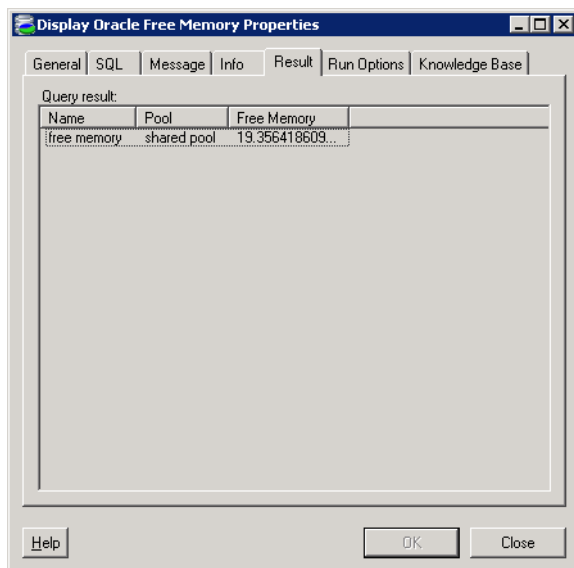 Display Oracle Free Memory Properties
General SQL Message Info Result Run Options Knowledge Base
Query result:
Name Pool Free Memory
free memory shared pool 19.356418609...
Help OK Close